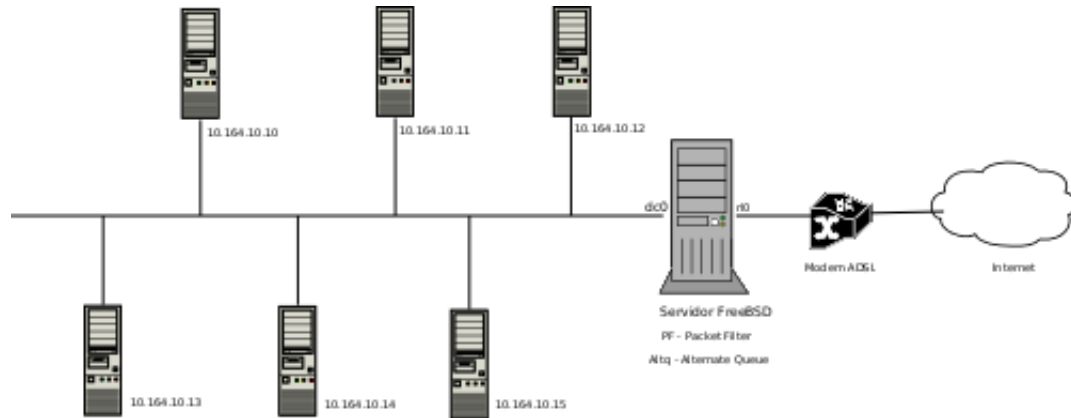 10.164.10.10
10.164.10.11
10.164.10.12
dc0
rl0
Modem ADSL
Internet
Servidor FreeBSD
PF - Packet Filter
Altq - Alternate Queue
10.164.10.13
10.164.10.14
10.164.10.15